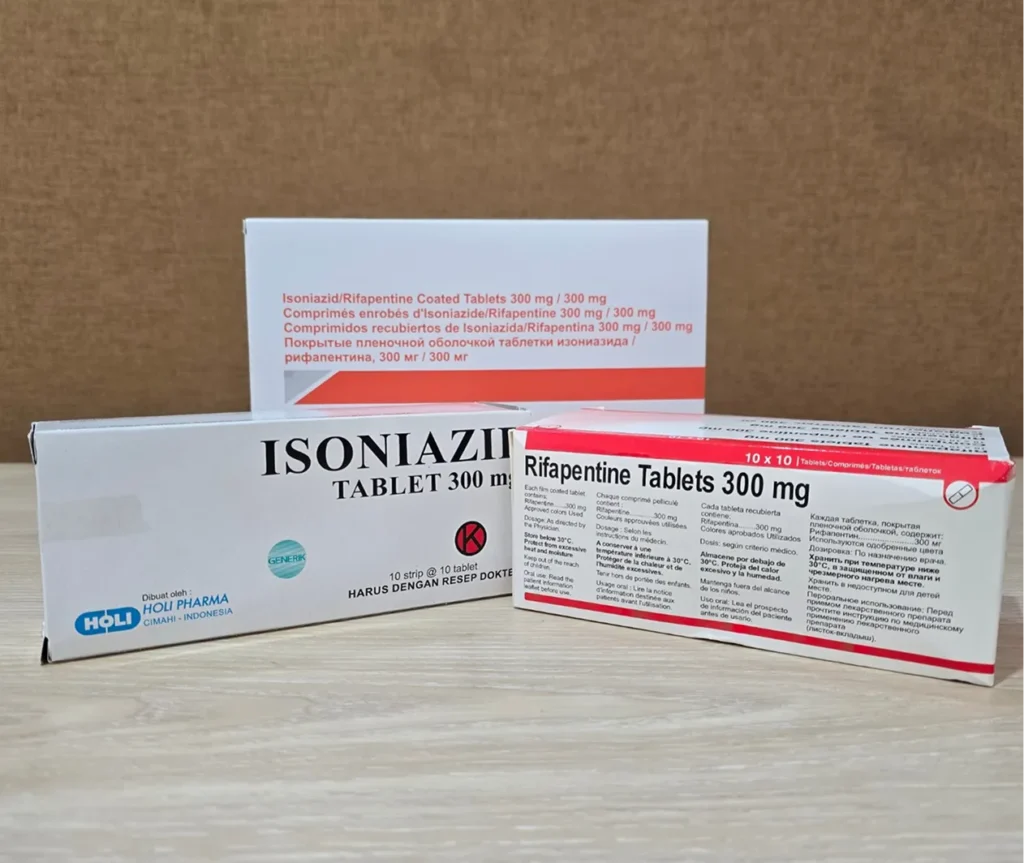 Isoniazid/Rifapentine Coated Tablets 300 mg / 300 mg
Comprimés enrobés d'Isoniazide/Rifapentine 300 mg / 300 mg
Comprimidos recubiertos de Isoniazida/Rifapentina 300 mg / 300 mg
Покрытые пленочной оболочкой таблетки изониазида /
рифапентина, 300 мг / 300 мг
ISONIAZI
TABLET 300 mg
GENERIK
K
10 strip @ 10 tablet
HARUS DENGAN RESEP DOKTE
Dibuat oleh :
HOLI
HOLI PHARMA
CIMAHI - INDONESIA
10 x 10 | Tablets/Comprimés/Tabletas/таблеток
Rifapentine Tablets 300 mg
Each film coated tablet
contains:
Rifapentine.......300 mg
Approved colors Used
Dosage: As directed by
the Physician.
Store below 30°C.
Protect from excessive
heat and moisture.
Keep out of the reach
of children.
Oral use: Read the
patient information
leaflet before use.
Chaque comprimé pelliculé
content :
Rifapentine..........300 mg
Couleurs approuvées utilisées
Dosage : Selon les
instructions du médecin.
A conserver à une
température inférieure à 30°C.
Protéger de la chaleur et de
l'humidité excessives.
Tenir hors de portée des enfants.
Usage oral : Lire la notice
d'information destinée aux
patients avant l'utilisation.
Cada tableta recubierta
contiene:
Rifapentina.........300 mg
Colores aprobados Utilizados
Dosis: según criterio médico.
Almacene por debajo de
30°C. Proteja del calor
excesivo y la humedad.
Mantenga fuera del alcance
de los niños.
Uso oral: Lea el prospecto
de información del paciente
antes de usarlo.
Каждая таблетка, покрытая
пленочной оболочкой, содержит:
Рифапентин.....................300 мг
Используются одобренные цвета
Дозировка: По назначению врача.
Хранить при температуре ниже
30°C, в защищенном от влаги и
чрезмерного нагрева месте.
Хранить в недоступном для детей
месте.
Пероральное использование: Перед
приемом лекарственного препарата
прочтите инструкцию по медицинскому
применению лекарственного
препарата
(листок-вкладыш).